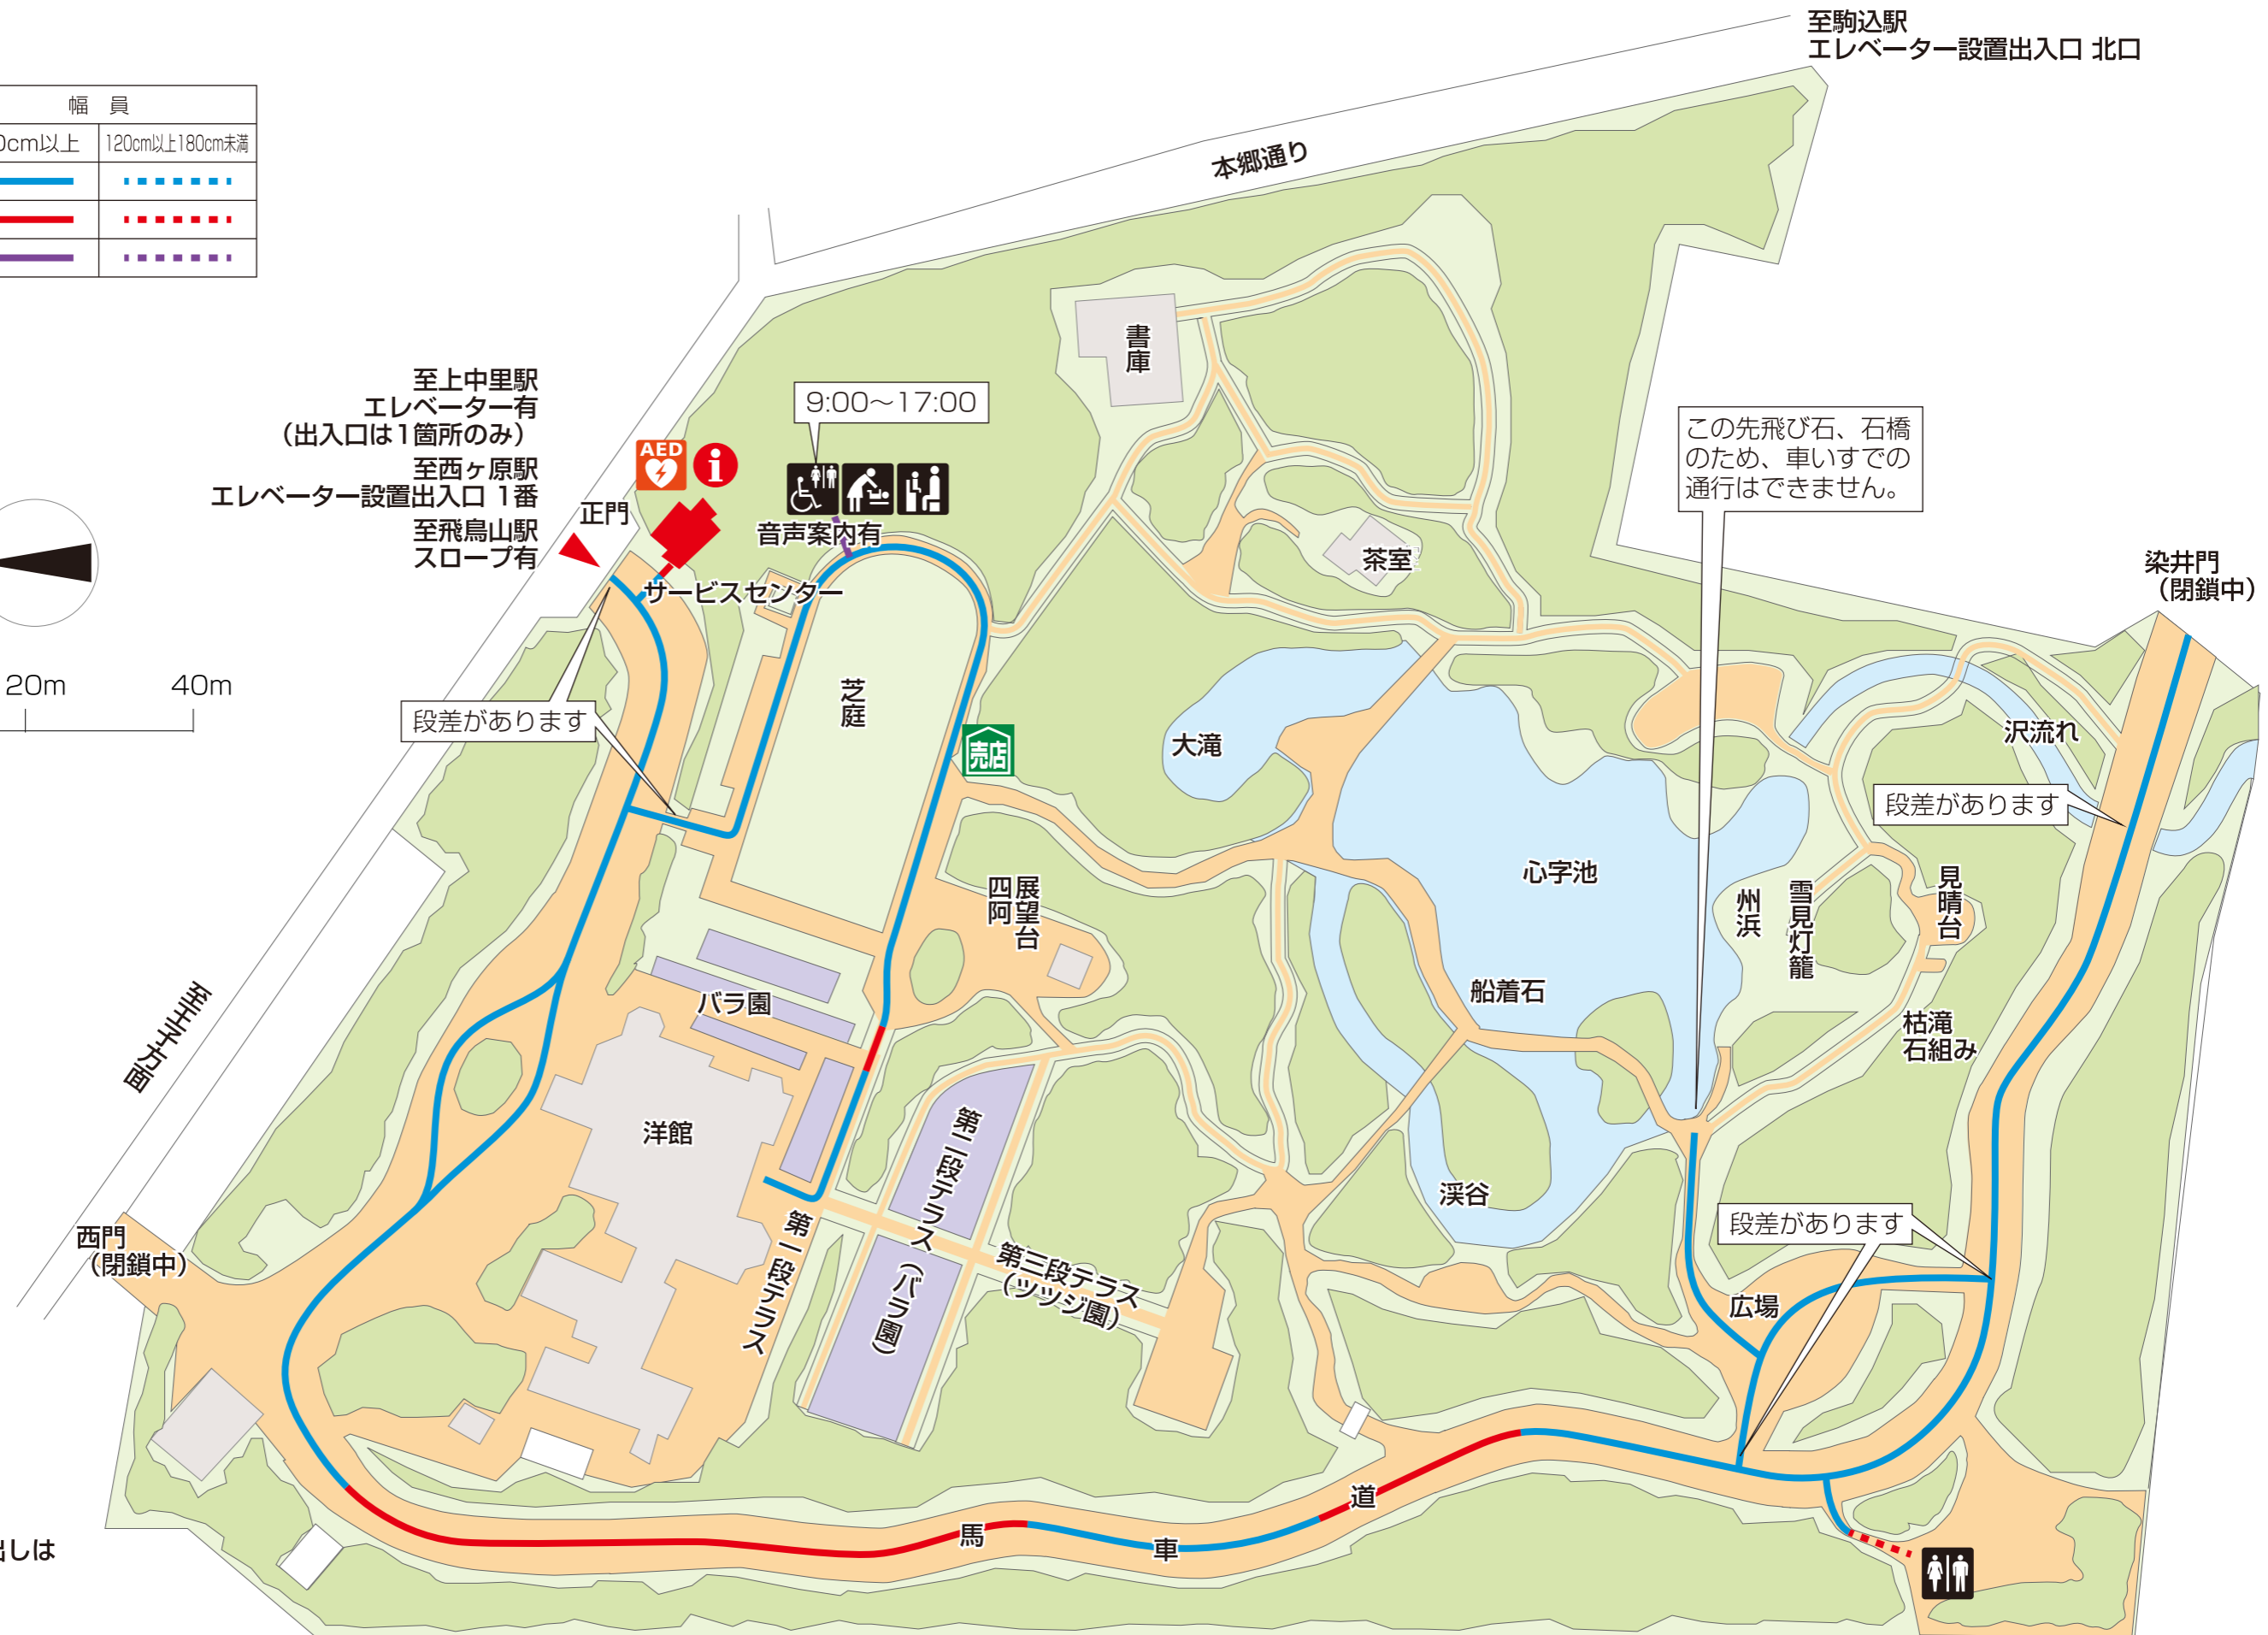 至駒込駅
エレベーター設置出入口 北口
幅 員
0cm以上
120cm以上180cm未満
本郷通り
書庫
至上中里駅
エレベーター有
（出入口は1箇所のみ）
至西ヶ原駅
エレベーター設置出入口 1番
至飛鳥山駅
スロープ有
正門
AED
i
9:00〜17:00
音声案内有
サービスセンター
この先飛び石、石橋
のため、車いすでの
通行はできません。
茶室
染井門
（閉鎖中）
20m
40m
段差があります
芝庭
売店
大滝
沢流れ
段差があります
心字池
展望台
四阿
州浜
雪見灯籠
見晴台
バラ園
船着石
枯滝
石組み
至王子方面
洋館
第一段テラス
第二段テラス（バラ園）
第三段テラス
（ツツジ園）
渓谷
段差があります
広場
西門
（閉鎖中）
馬
車
道
出しは